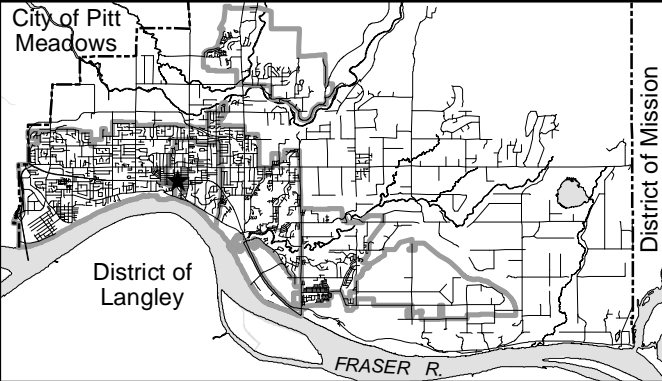 City of Pitt
Meadows
District of Mission
District of
Langley
FRASER R.